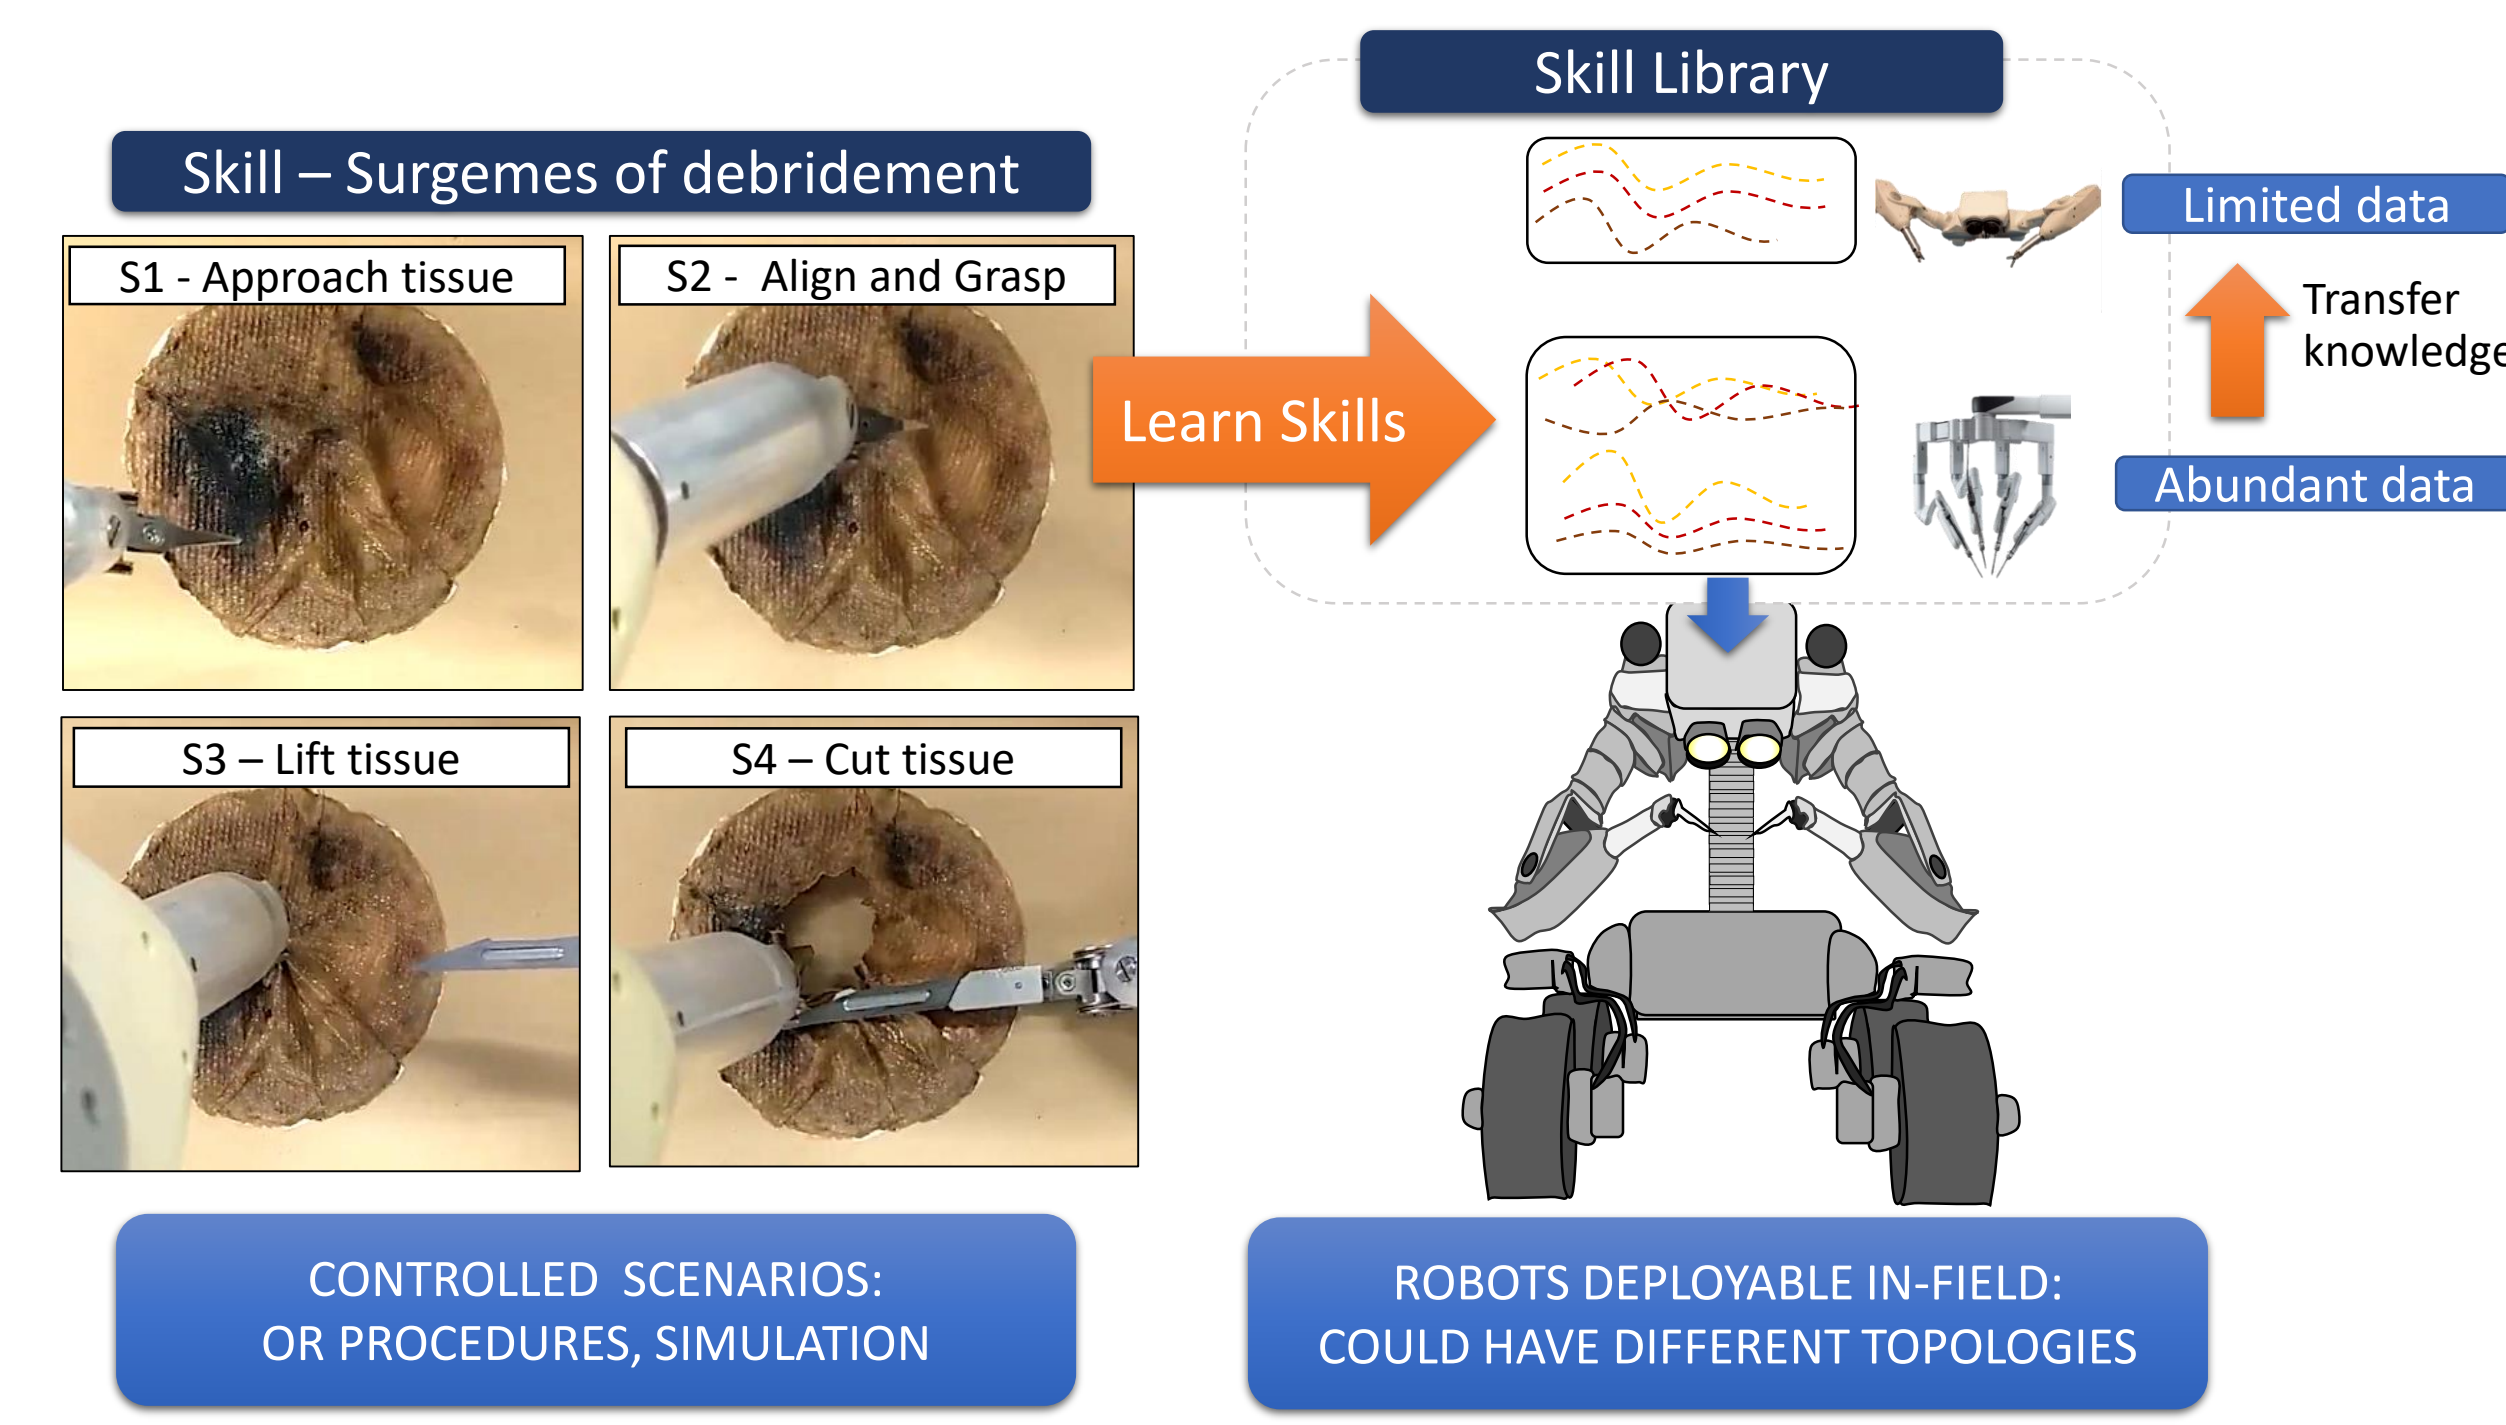 Skill – Surgemes of debridement
S1 - Approach tissue
S2 - Align and Grasp
S3 – Lift tissue
S4 – Cut tissue
CONTROLLED SCENARIOS:
OR PROCEDURES, SIMULATION
Learn Skills
Skill Library
Limited data
Transfer
knowledge
Abundant data
ROBOTS DEPLOYABLE IN-FIELD:
COULD HAVE DIFFERENT TOPOLOGIES